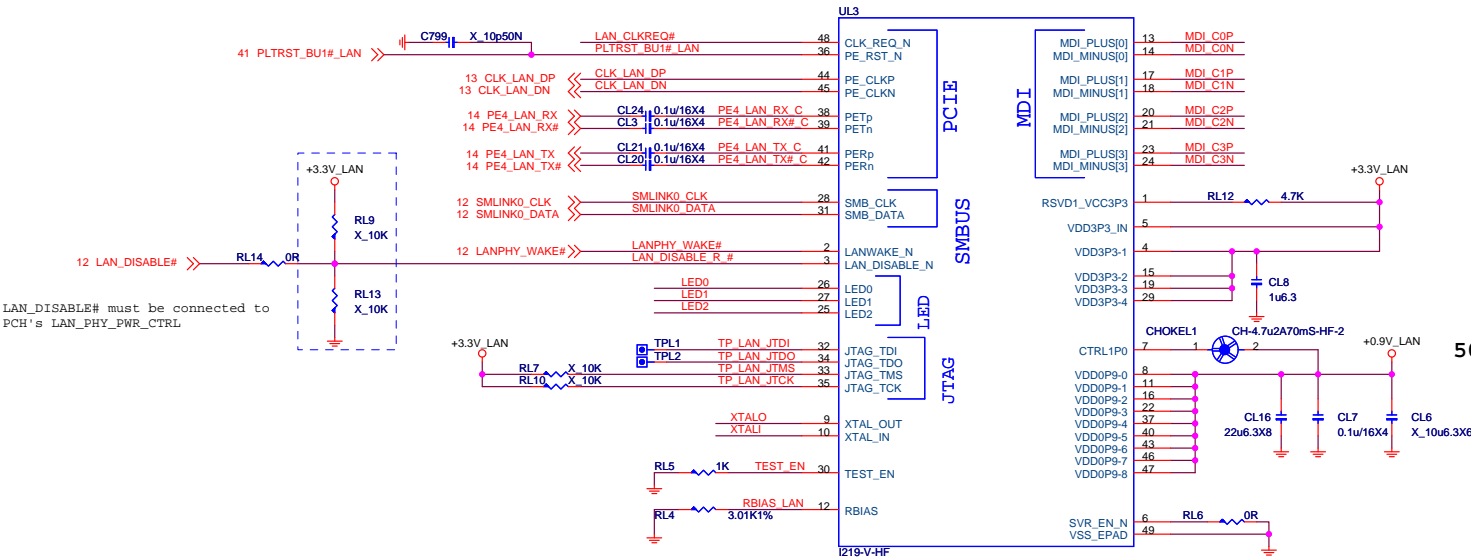 UL3
C799 X_10p50N
41 PLTRST_BU1#_LAN
LAN_CLKREQ#
PLTRST_BU1#_LAN
48 CLK_REQ_N
36 PE_RST_N
13 CLK_LAN_DP CLK_LAN_DP 44 PE_CLKP
13 CLK_LAN_DN CLK_LAN_DN 45 PE_CLKN
14 PE4_LAN_RX CL24 0.1u/16X4 PE4_LAN_RX_C 38 PETp
14 PE4_LAN_RX# CL3 0.1u/16X4 PE4_LAN_RX#_C 39 PETn
14 PE4_LAN_TX CL21 0.1u/16X4 PE4_LAN_TX_C 41 PERp
14 PE4_LAN_TX# CL20 0.1u/16X4 PE4_LAN_TX#_C 42 PERn
PCIE
12 SMLINK0_CLK SMLINK0_CLK 28 SMB_CLK
12 SMLINK0_DATA SMLINK0_DATA 31 SMB_DATA
SMBUS
12 LANPHY_WAKE# LANPHY_WAKE# 2 LANWAKE_N
12 LAN_DISABLE# RL14 0R LAN_DISABLE_R_# 3 LAN_DISABLE_N
+3.3V_LAN
RL9
X_10K
RL13
X_10K
LAN_DISABLE# must be connected to
PCH's LAN_PHY_PWR_CTRL
LED0 26 LED0
LED1 27 LED1
LED2 25 LED2
LED
+3.3V_LAN
TPL1 TP_LAN_JTDI 32 JTAG_TDI
TPL2 TP_LAN_JTDO 34 JTAG_TDO
RL7 X_10K TP_LAN_JTMS 33 JTAG_TMS
RL10 X_10K TP_LAN_JTCK 35 JTAG_TCK
JTAG
XTALO 9 XTAL_OUT
XTALI 10 XTAL_IN
RL5 1K TEST_EN 30 TEST_EN
RL4 3.01K1% RBIAS_LAN 12 RBIAS
I219-V-HF
MDI
MDI_PLUS[0] 13 MDI_C0P
MDI_MINUS[0] 14 MDI_C0N
MDI_PLUS[1] 17 MDI_C1P
MDI_MINUS[1] 18 MDI_C1N
MDI_PLUS[2] 20 MDI_C2P
MDI_MINUS[2] 21 MDI_C2N
MDI_PLUS[3] 23 MDI_C3P
MDI_MINUS[3] 24 MDI_C3N
+3.3V_LAN
RSVD1_VCC3P3 1 RL12 4.7K
VDD3P3_IN 5
VDD3P3-1 4
VDD3P3-2 15
VDD3P3-3 19
VDD3P3-4 29
CL8
1u6.3
CHOKEL1 CH-4.7u2A70mS-HF-2
CTRL1P0 7 1 2
+0.9V_LAN
VDD0P9-0 8
VDD0P9-1 11
VDD0P9-2 16
VDD0P9-3 22
VDD0P9-4 37
VDD0P9-5 40
VDD0P9-6 43
VDD0P9-7 46
VDD0P9-8 47
CL16
22u6.3X8
CL7
0.1u/16X4
CL6
X_10u6.3X6
SVR_EN_N 6 RL6 0R
VSS_EPAD 49